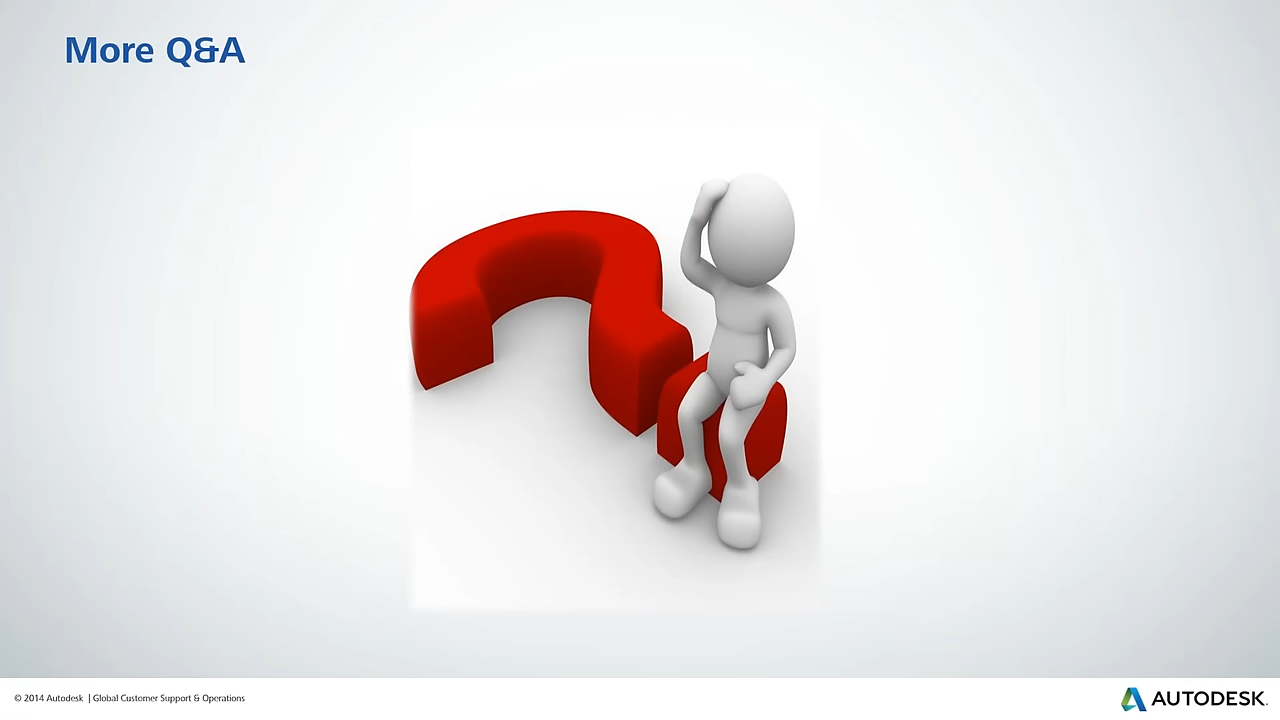 More Q&A
© 2014 Autodesk | Global Customer Support & Operations
AUTODESK.